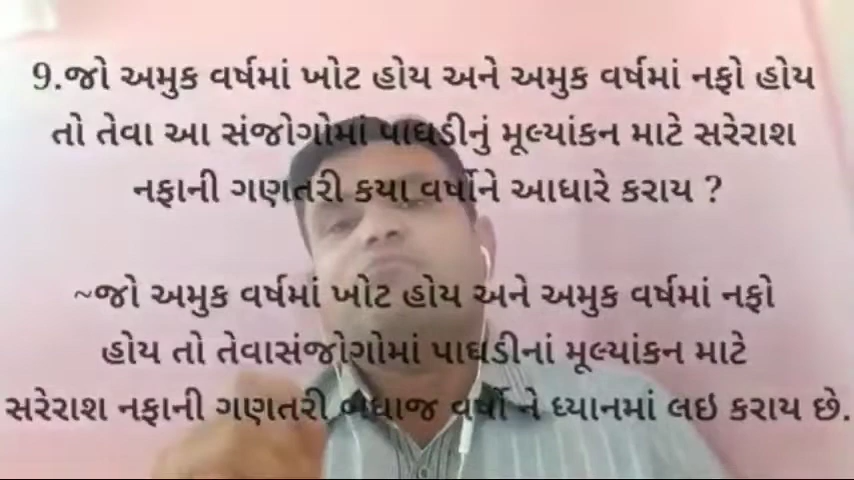 9.જો અમુક વર્ષમાં ખોટ હોય અને અમુક વર્ષમાં નફો હોય
તો તેવા આ સંજોગોમાં પાઘડીનું મૂલ્યાંકન માટે સરેરાશ
નફાની ગણતરી કયા વર્ષોને આધારે કરાય ?
~જો અમુક વર્ષમાં ખોટ હોય અને અમુક વર્ષમાં નફો
હોય તો તેવાસંજોગોમાં પાઘડીનાં મૂલ્યાંકન માટે
સરેરાશ નફાની ગણતરી બધાજ વર્ષો ને ધ્યાનમાં લઇ કરાય છે.